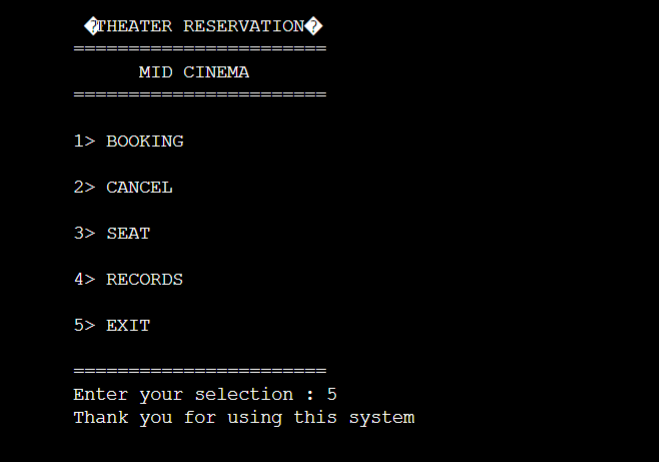 �THEATER RESERVATION�
=======================
MID CINEMA
=======================
1> BOOKING
2> CANCEL
3> SEAT
4> RECORDS
5> EXIT
=======================
Enter your selection : 5
Thank you for using this system